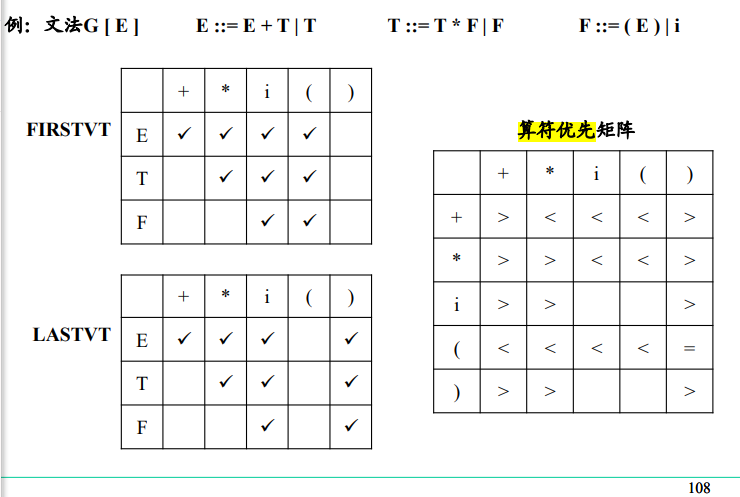 例：文法G [ E ] E ::= E + T | T T ::= T * F | F F ::= ( E ) | i
FIRSTVT
+ * i ( )
E ✓ ✓ ✓ ✓
T ✓ ✓ ✓
F ✓ ✓
LASTVT
+ * i ( )
E ✓ ✓ ✓ ✓
T ✓ ✓ ✓
F ✓ ✓
算符优先矩阵
+ * i ( )
+ > < < < >
* > > < < >
i > > >
( < < < < =
) > > >
108